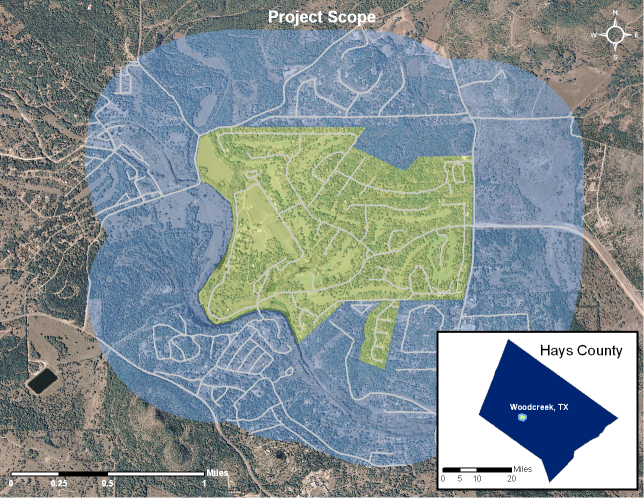 Project Scope
N
W E
S
Hays County
Woodcreek, TX
Miles
0 5 10 20
Miles
0 0.25 0.5 1